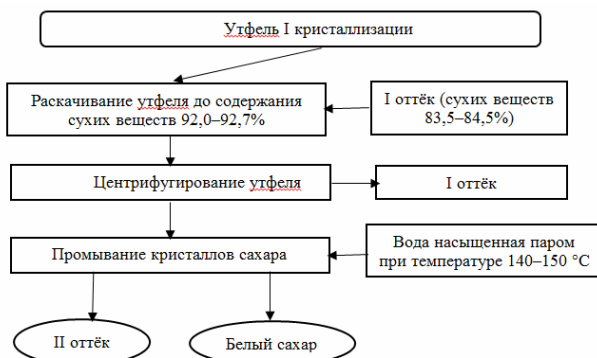 Утфель I кристаллизации
Раскачивание утфеля до содержания
сухих веществ 92,0–92,7%
I оттёк (сухих веществ
83,5–84,5%)
Центрифугирование утфеля
I оттёк
Промывание кристаллов сахара
Вода насыщенная паром
при температуре 140–150 °С
II оттёк
Белый сахар